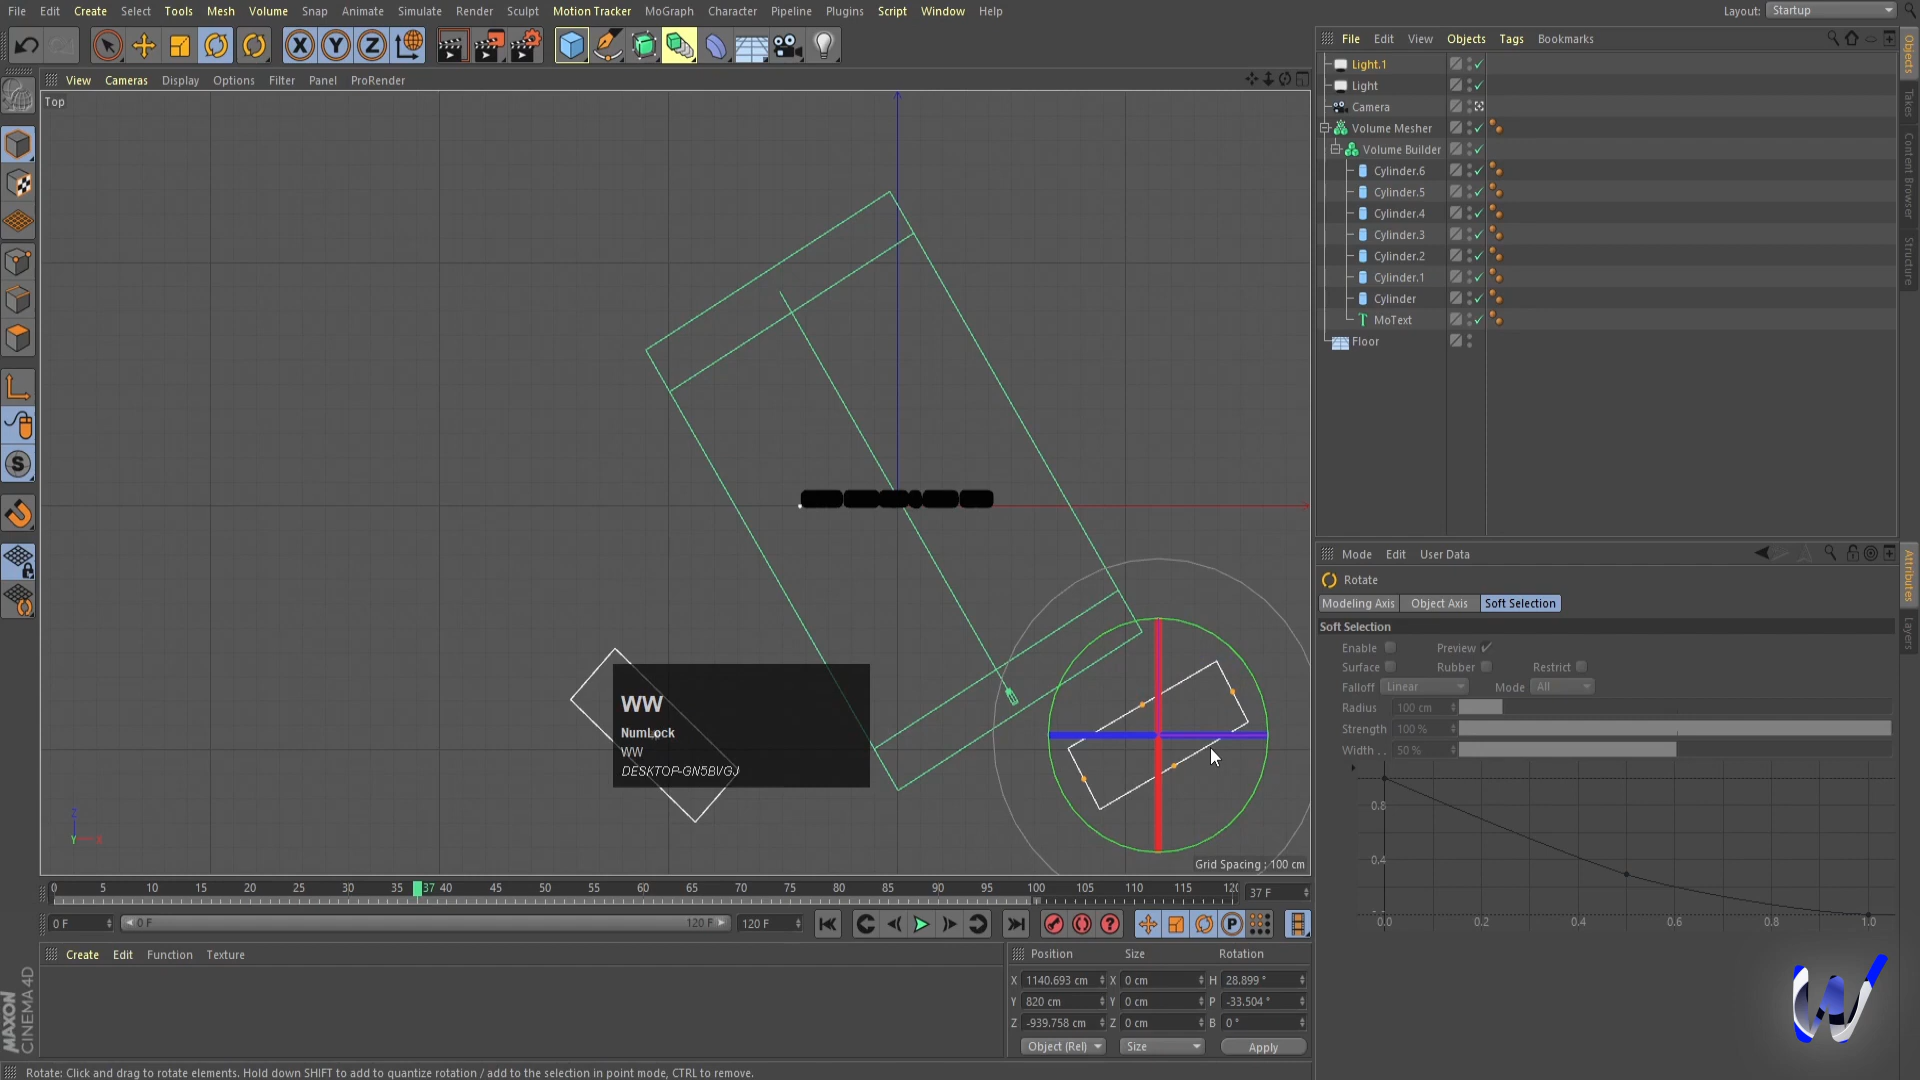 File Edit Create Select Tools Mesh Volume Snap Animate Simulate Render Sculpt Motion Tracker MoGraph Character Pipeline Plugins Script Window Help Layout: Startup
File Edit View Objects Tags Bookmarks
View Cameras Display Options Filter Panel ProRender
Top
Light.1
Light
Camera
Volume Mesher
Volume Builder
Cylinder.6
Cylinder.5
Cylinder.4
Cylinder.3
Cylinder.2
Cylinder.1
Cylinder
MoText
Floor
Objects
Takes
Content Browser
Structure
Mode Edit User Data
Rotate
Modeling Axis Object Axis Soft Selection
Soft Selection
Enable Preview
Surface Rubber Restrict
Falloff Linear Mode All
Radius 100 cm
Strength 100 %
Width . . 50 %
0.8
0.4
0.0 0.2 0.4 0.6 0.8 1.0
Attributes
Layers
WW
NumLock
WW
DESKTOP-GN5BVGJ
Z
Y X
Grid Spacing : 100 cm
0 5 10 15 20 25 30 35 37 40 45 50 55 60 65 70 75 80 85 90 95 100 105 110 115 120 37 F
0 F 0 F 120 F 120 F
Create Edit Function Texture
Position Size Rotation
X 1140.693 cm X 0 cm H 28.899 °
Y 820 cm Y 0 cm P -33.504 °
Z -939.758 cm Z 0 cm B 0 °
Object (Rel) Size Apply
MAXON
CINEMA 4D
Rotate: Click and drag to rotate elements. Hold down SHIFT to add to quantize rotation / add to the selection in point mode, CTRL to remove.